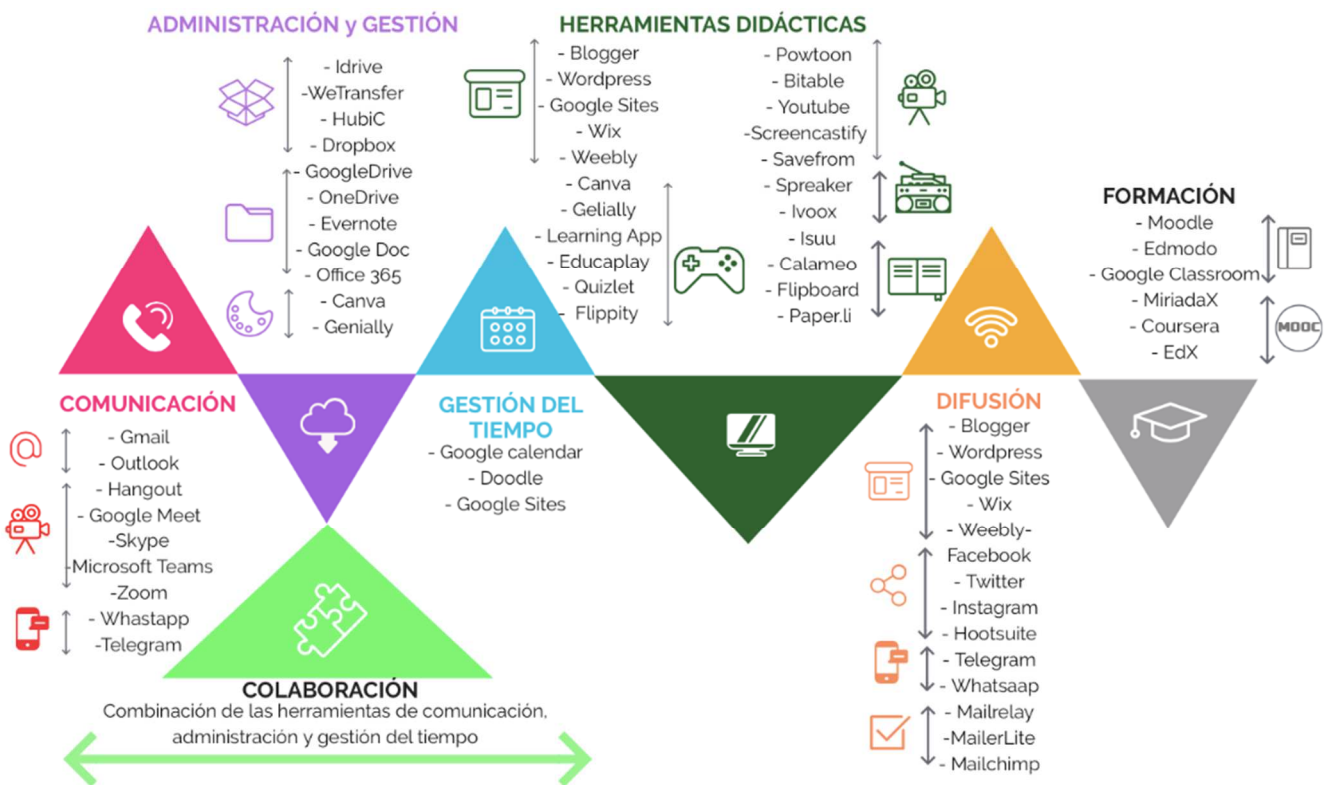 ADMINISTRACIÓN y GESTIÓN
- Idrive
-WeTransfer
- HubiC
- Dropbox
- GoogleDrive
- OneDrive
- Evernote
- Google Doc
- Office 365
- Canva
- Genially
HERRAMIENTAS DIDÁCTICAS
- Blogger
- Wordpress
- Google Sites
- Wix
- Weebly
- Canva
- Gelially
- Learning App
- Educaplay
- Quizlet
- Flippity
- Powtoon
- Bitable
- Youtube
-Screencastify
- Savefrom
- Spreaker
- Ivoox
- Isuu
- Calameo
- Flipboard
- Paper.li
FORMACIÓN
- Moodle
- Edmodo
- Google Classroom
- MiriadaX
- Coursera
- EdX
MOOC
COMUNICACIÓN
@
- Gmail
- Outlook
- Hangout
- Google Meet
-Skype
-Microsoft Teams
-Zoom
- Whastapp
-Telegram
GESTIÓN DEL
TIEMPO
- Google calendar
- Doodle
- Google Sites
DIFUSIÓN
- Blogger
- Wordpress
- Google Sites
- Wix
- Weebly-
Facebook
- Twitter
- Instagram
- Hootsuite
- Telegram
- Whatsaap
- Mailrelay
-MailerLite
- Mailchimp
COLABORACIÓN
Combinación de las herramientas de comunicación,
administración y gestión del tiempo